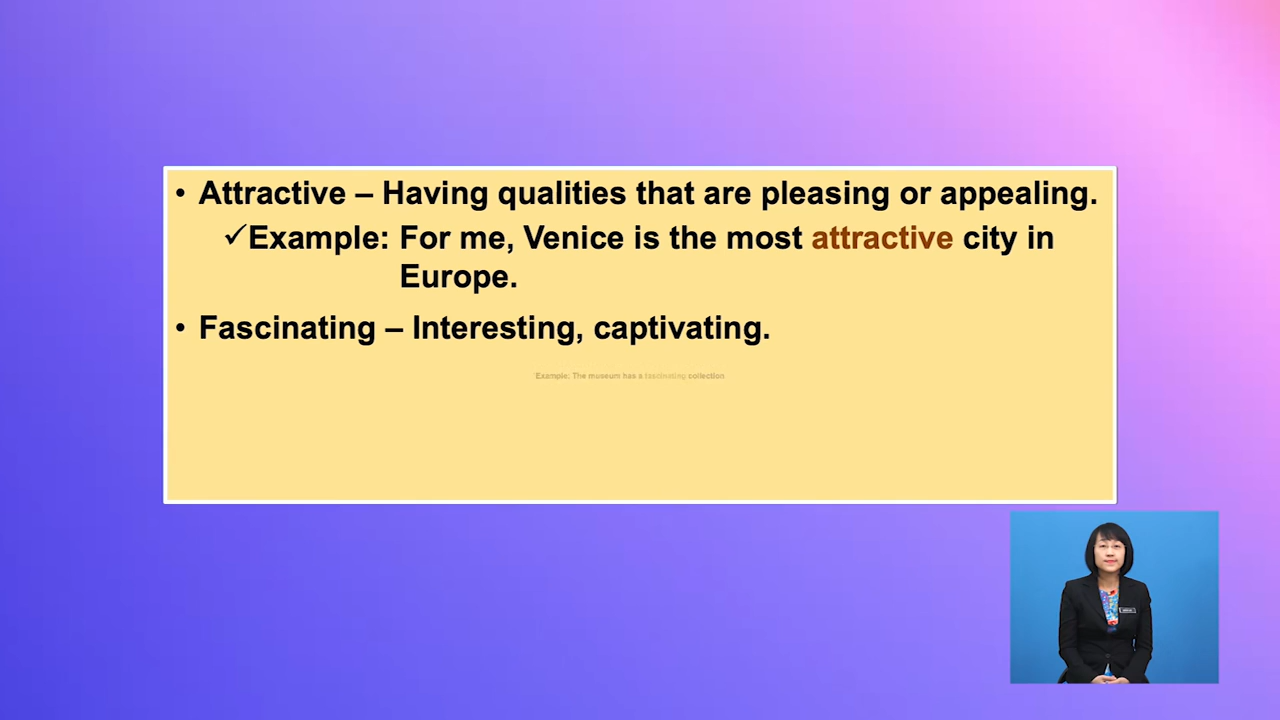 • Attractive – Having qualities that are pleasing or appealing.
✓Example: For me, Venice is the most attractive city in
Europe.
• Fascinating – Interesting, captivating.
Example: The museum has a fascinating collection